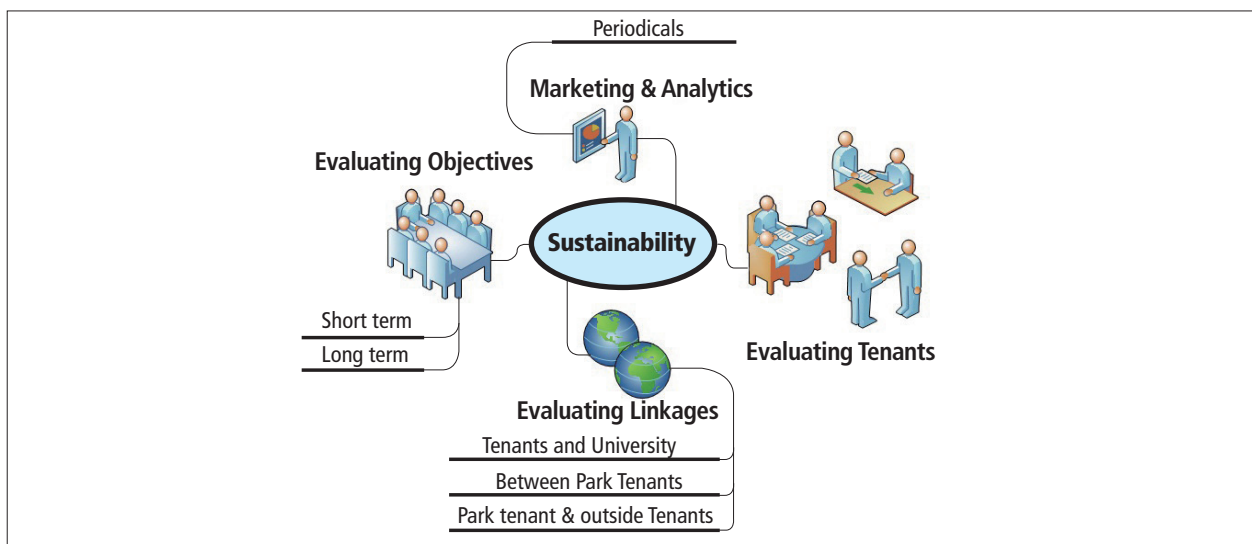 Periodicals
Marketing & Analytics
Evaluating Objectives
Sustainability
Short term
Long term
Evaluating Tenants
Evaluating Linkages
Tenants and University
Between Park Tenants
Park tenant & outside Tenants